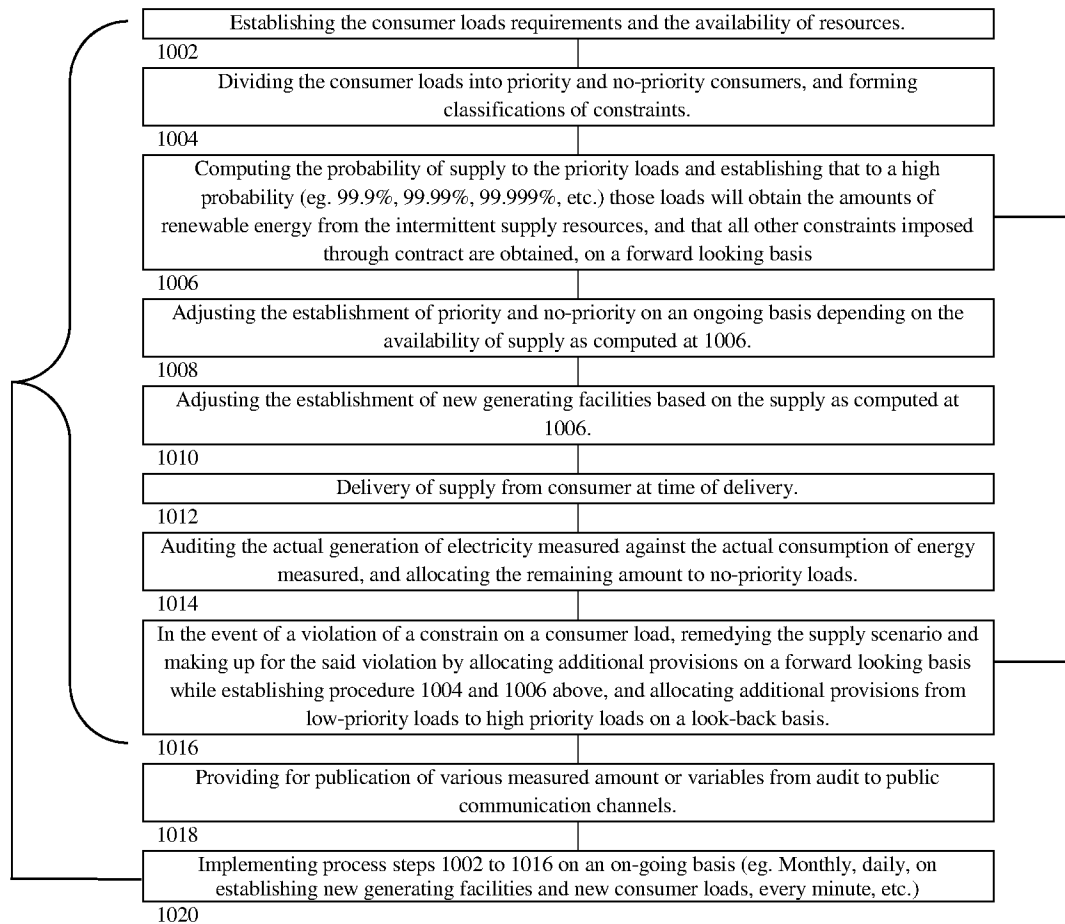 Establishing the consumer loads requirements and the availability of resources.
1002
Dividing the consumer loads into priority and no-priority consumers, and forming
classifications of constraints.
1004
Computing the probability of supply to the priority loads and establishing that to a high
probability (eg. 99.9%, 99.99%, 99.999%, etc.) those loads will obtain the amounts of
renewable energy from the intermittent supply resources, and that all other constraints imposed
through contract are obtained, on a forward looking basis
1006
Adjusting the establishment of priority and no-priority on an ongoing basis depending on the
availability of supply as computed at 1006.
1008
Adjusting the establishment of new generating facilities based on the supply as computed at
1006.
1010
Delivery of supply from consumer at time of delivery.
1012
Auditing the actual generation of electricity measured against the actual consumption of energy
measured, and allocating the remaining amount to no-priority loads.
1014
In the event of a violation of a constrain on a consumer load, remedying the supply scenario and
making up for the said violation by allocating additional provisions on a forward looking basis
while establishing procedure 1004 and 1006 above, and allocating additional provisions from
low-priority loads to high priority loads on a look-back basis.
1016
Providing for publication of various measured amount or variables from audit to public
communication channels.
1018
Implementing process steps 1002 to 1016 on an on-going basis (eg. Monthly, daily, on
establishing new generating facilities and new consumer loads, every minute, etc.)
1020